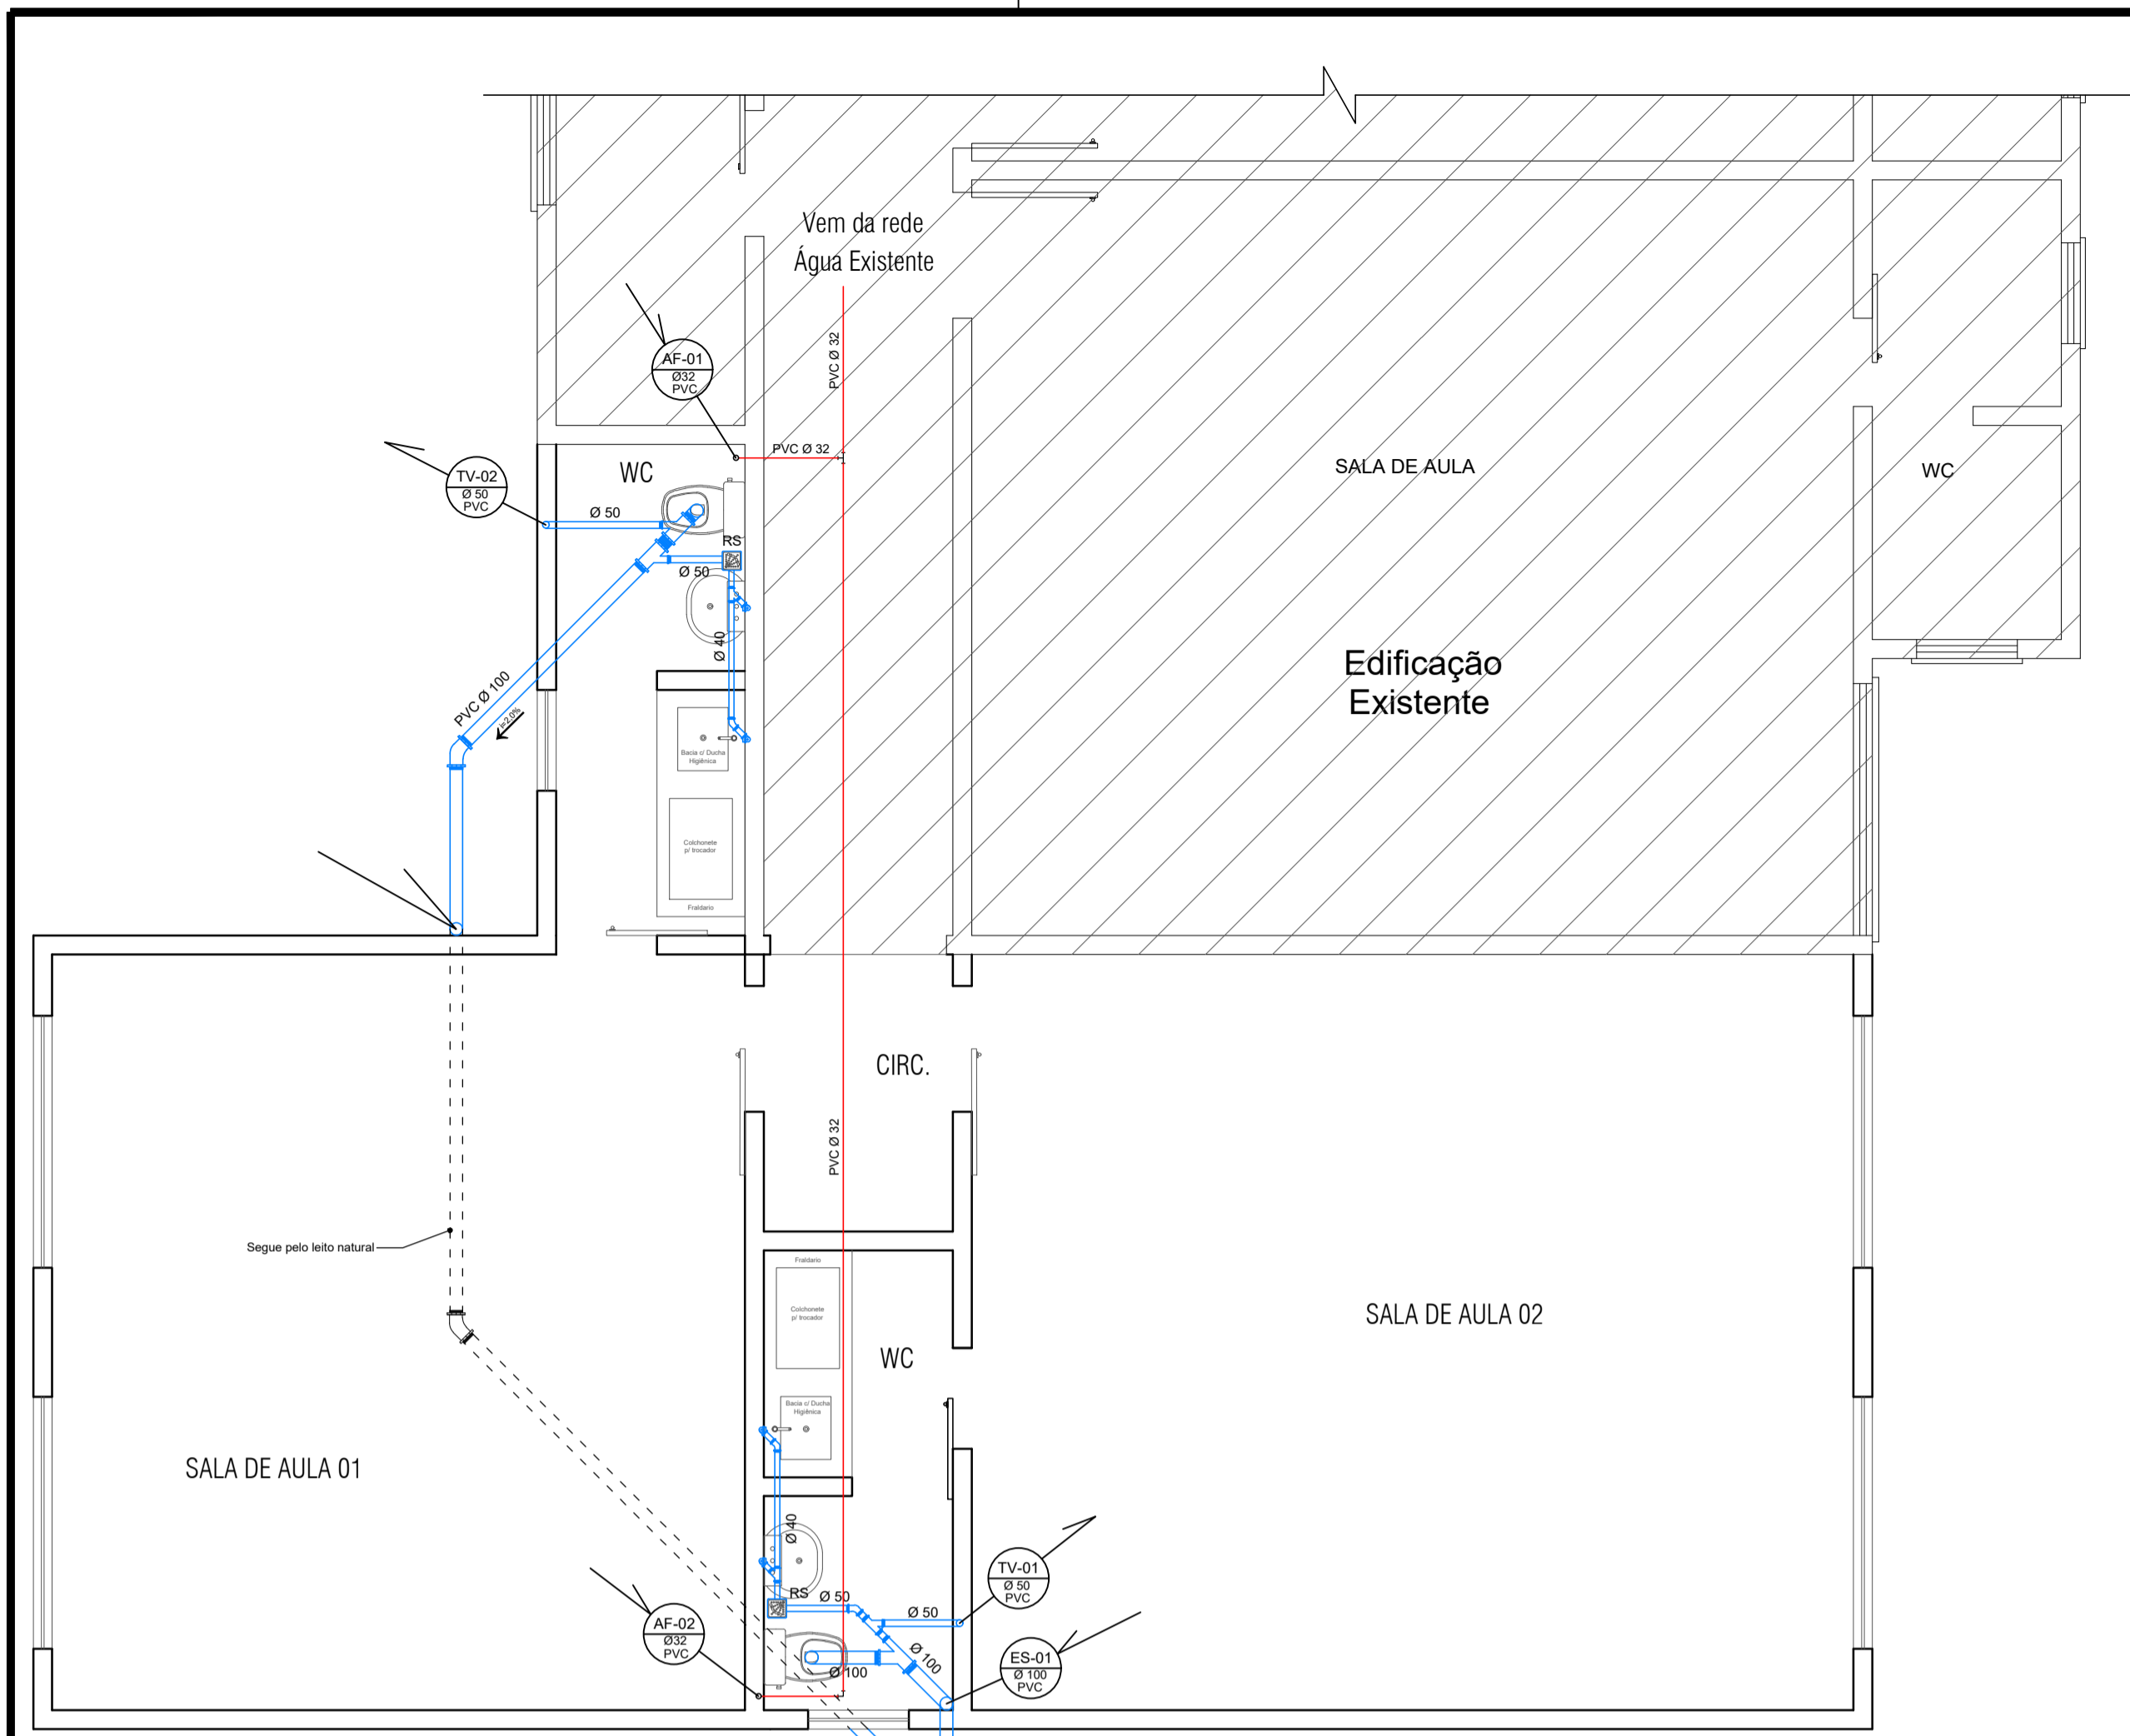 Vem da rede
Água Existente
PVC Ø 32
AF-01
Ø32
PVC
PVC Ø 32
WC
SALA DE AULA
WC
TV-02
Ø 50
PVC
Ø 50
RS
Ø 50
Ø 40
Edificação
Existente
PVC Ø 100
i=2.0%
Bacia c/ Ducha
Higiênica
Colchonete
p/ trocador
Fraldario
CIRC.
PVC Ø 32
Segue pelo leito natural
Fraldario
Colchonete
p/ trocador
SALA DE AULA 02
WC
Bacia c/ Ducha
Higiênica
SALA DE AULA 01
Ø 40
TV-01
Ø 50
PVC
RS
Ø 50
Ø 50
AF-02
Ø32
PVC
Ø 100
Ø 100
ES-01
Ø 100
PVC